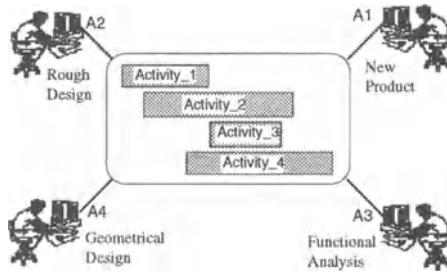 A2
A1
Rough
Design
New
Product
Activity_1
Activity_2
Activity_3
Activity_4
A4
A3
Geometrical
Design
Functional
Analysis